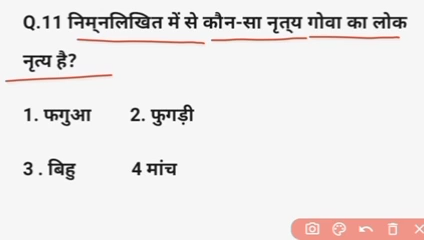 Q.11 निम्नलिखित में से कौन-सा नृत्य गोवा का लोक
नृत्य है?
1. फगुआ 2. फुगड़ी
3 . बिहु 4 मांच